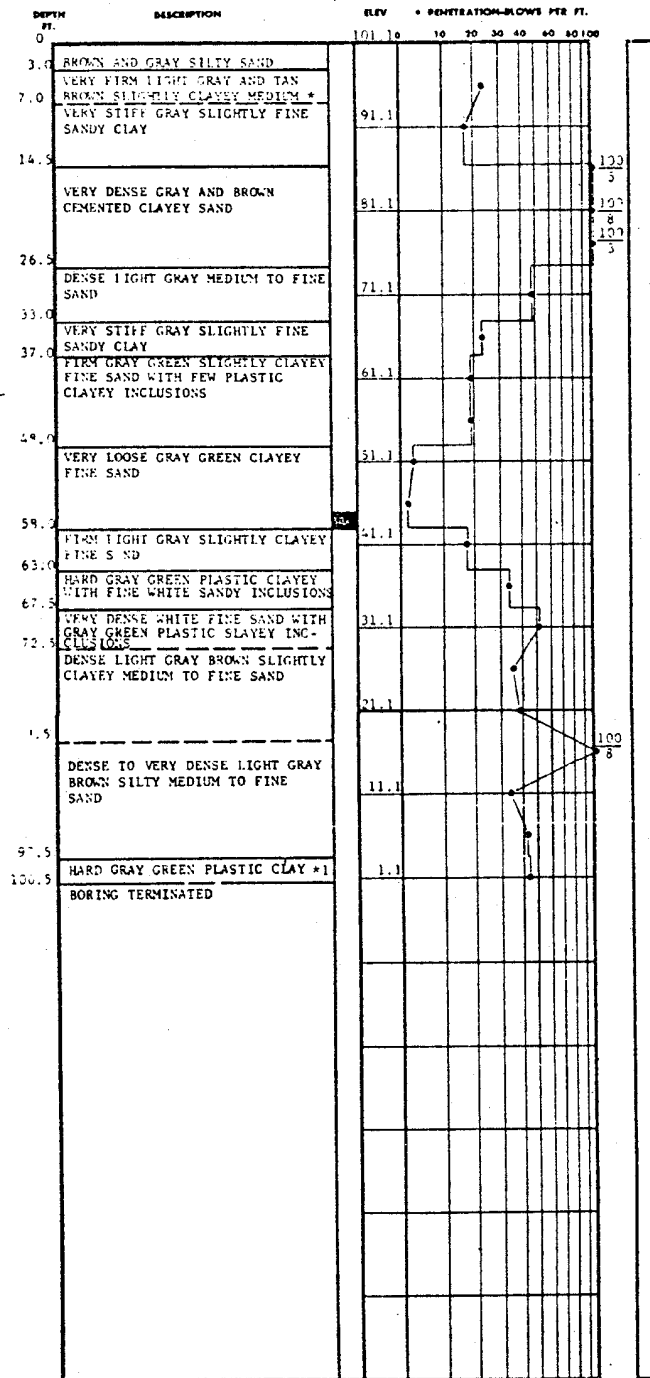 DEPTH FT.
DESCRIPTION
ELEV
• PENETRATION-BLOWS PER FT.
0
101.1
0 10 20 30 40 60 80 100
3.0
BROWN AND GRAY SILTY SAND
VERY FIRM LIGHT GRAY AND TAN
7.0
BROWN SLIGHTLY CLAYEY MEDIUM *
VERY STIFF GRAY SLIGHTLY FINE
SANDY CLAY
91.1
14.5
100
VERY DENSE GRAY AND BROWN
CEMENTED CLAYEY SAND
81.1
100
8
100
26.5
DENSE LIGHT GRAY MEDIUM TO FINE
SAND
71.1
33.0
VERY STIFF GRAY SLIGHTLY FINE
SANDY CLAY
37.0
FIRM GRAY GREEN SLIGHTLY CLAYEY
FINE SAND WITH FEW PLASTIC
CLAYEY INCLUSIONS
61.1
49.0
VERY LOOSE GRAY GREEN CLAYEY
FINE SAND
51.1
58.0
FIRM LIGHT GRAY SLIGHTLY CLAYEY
FINE S ND
41.1
63.0
HARD GRAY GREEN PLASTIC CLAYEY
WITH FINE WHITE SANDY INCLUSIONS
67.5
VERY DENSE WHITE FINE SAND WITH
GRAY GREEN PLASTIC SLAYEY INC-
CLUSIONS
31.1
72.5
DENSE LIGHT GRAY BROWN SLIGHTLY
CLAYEY MEDIUM TO FINE SAND
21.1
.5
100
8
DENSE TO VERY DENSE LIGHT GRAY
BROWN SILTY MEDIUM TO FINE
SAND
11.1
97.5
HARD GRAY GREEN PLASTIC CLAY *1
1.1
100.5
BORING TERMINATED